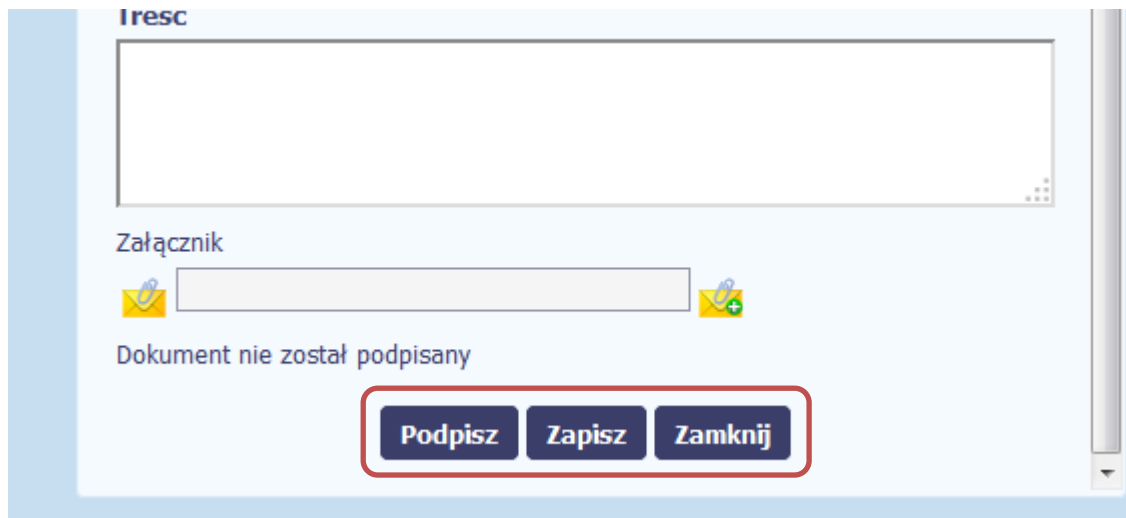 Treść
Załącznik
Dokument nie został podpisany
Podpisz Zapisz Zamknij